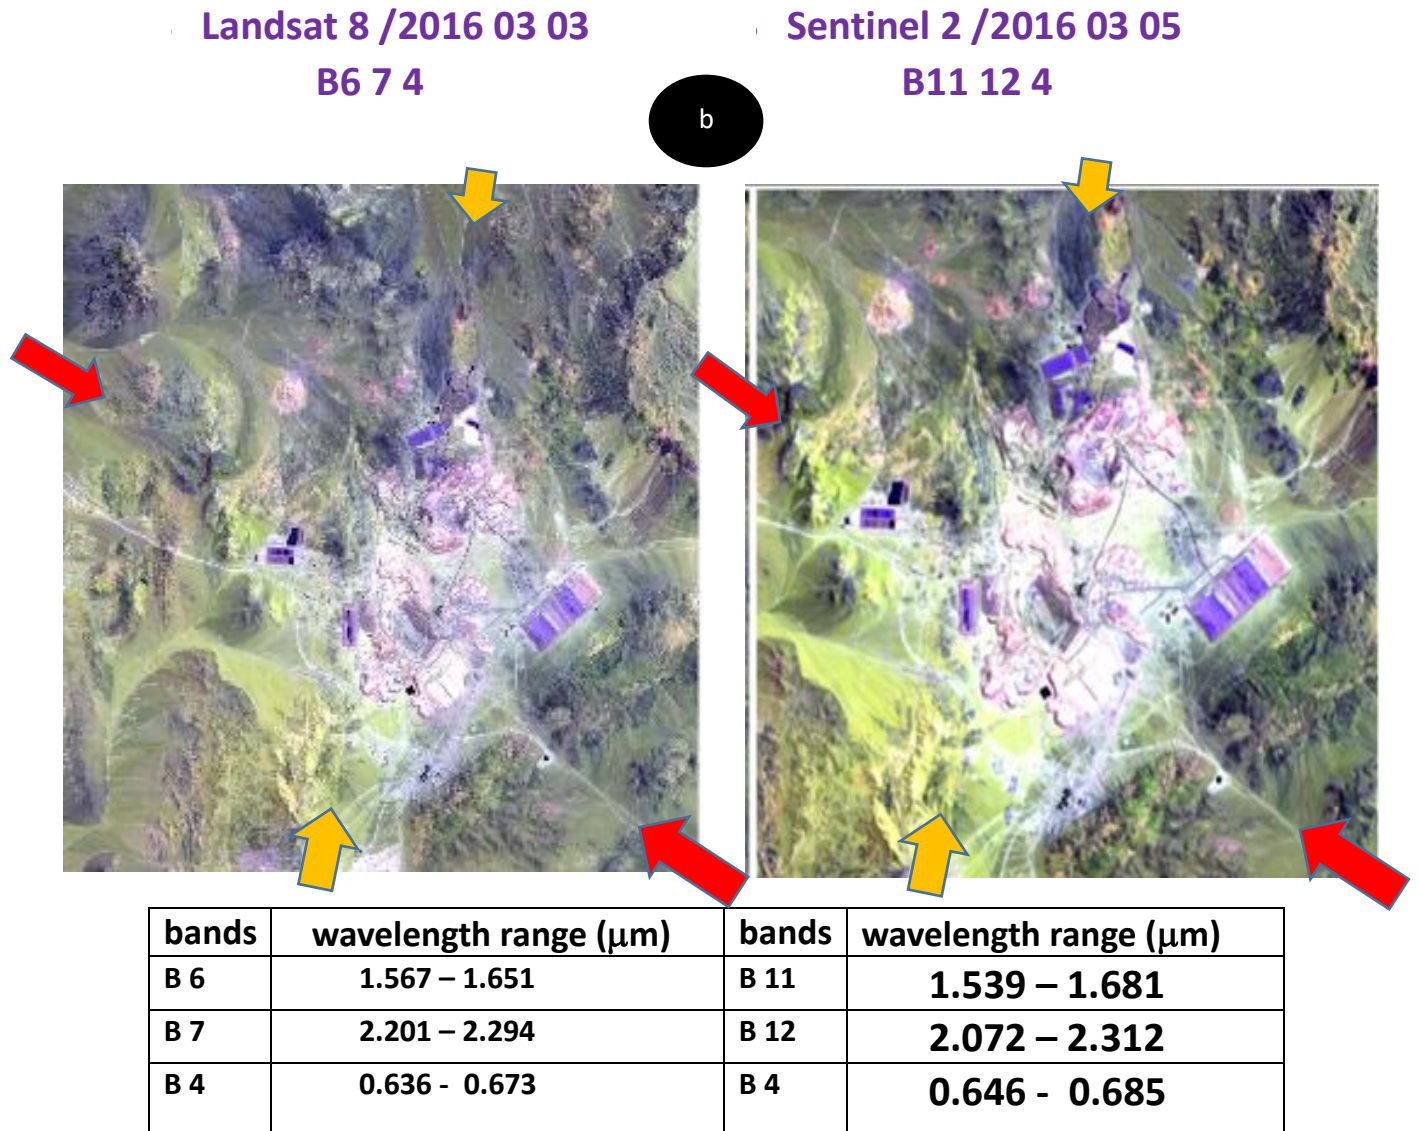 Landsat 8 /2016 03 03
B6 7 4
Sentinel 2 /2016 03 05
B11 12 4
b
bands wavelength range (μm) bands wavelength range (μm)
B 6 1.567 – 1.651 B 11 1.539 – 1.681
B 7 2.201 – 2.294 B 12 2.072 – 2.312
B 4 0.636 - 0.673 B 4 0.646 - 0.685